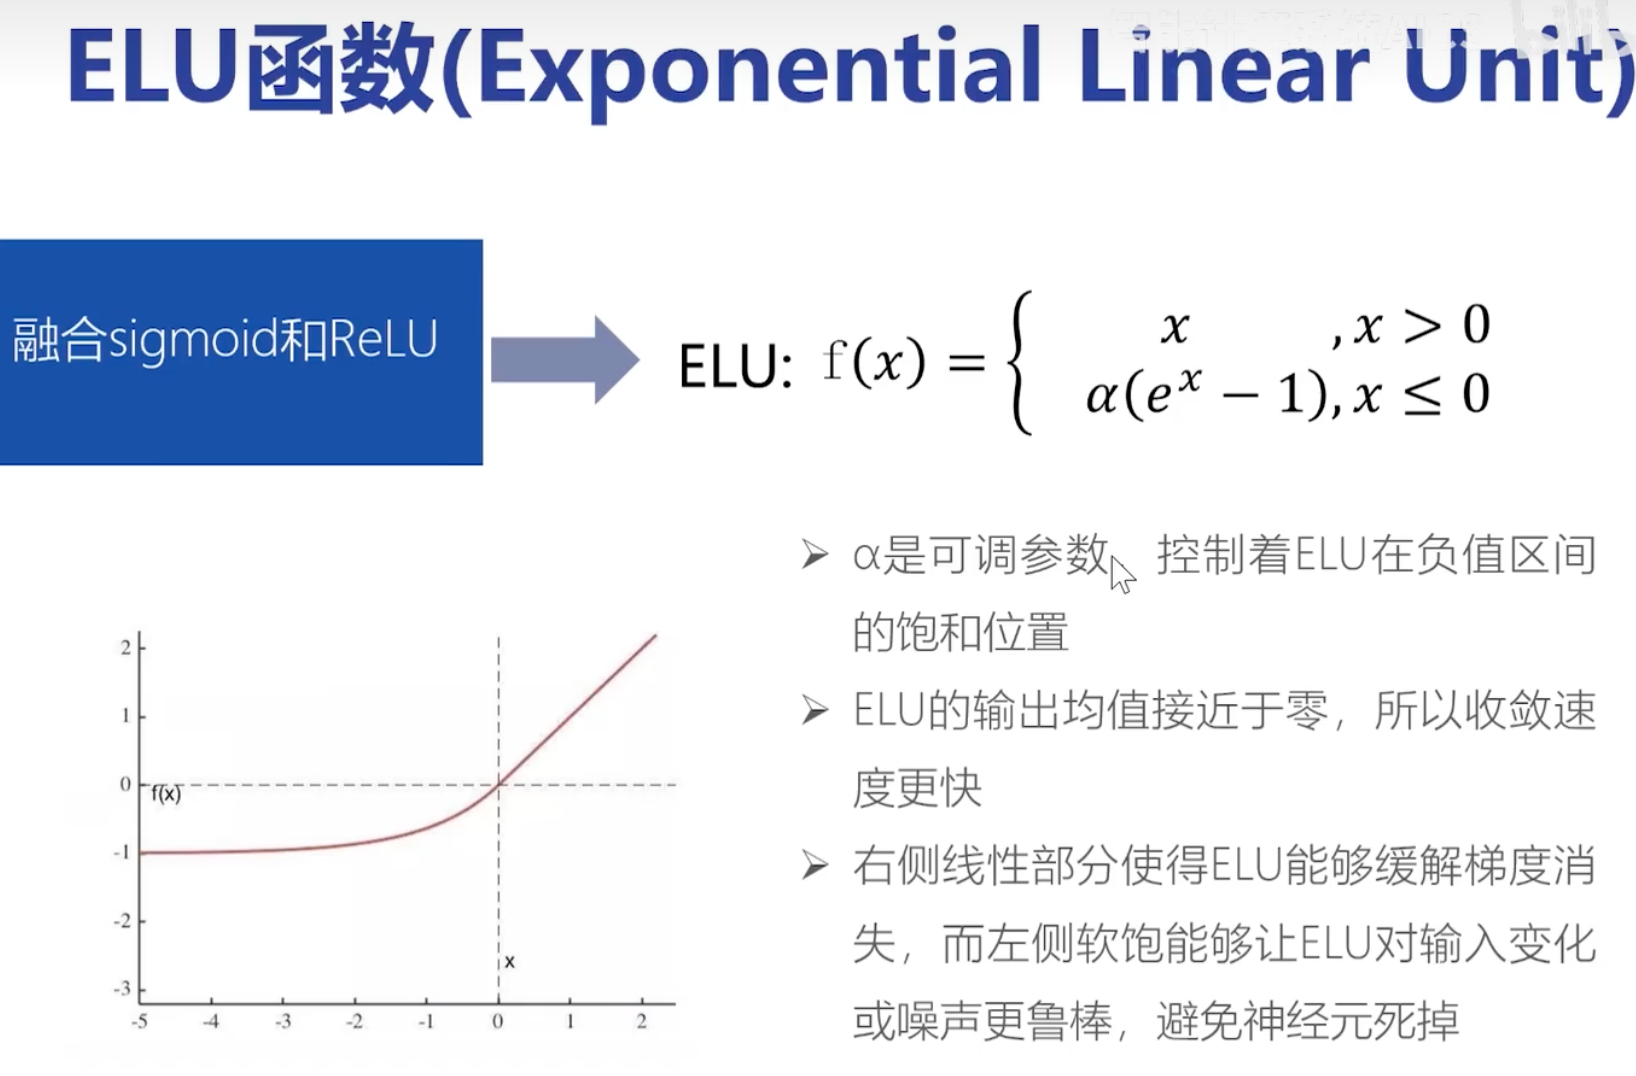 ELU函数(Exponential Linear Unit)
融合sigmoid和ReLU
ELU: f(x) = { x , x > 0
α(eˣ − 1), x ≤ 0
➢ α是可调参数, 控制着ELU在负值区间
的饱和位置
➢ ELU的输出均值接近于零，所以收敛速
度更快
➢ 右侧线性部分使得ELU能够缓解梯度消
失，而左侧软饱能够让ELU对输入变化
或噪声更鲁棒，避免神经元死掉
2
1
0
f(x)
-1
-2
x
-3
-5 -4 -3 -2 -1 0 1 2